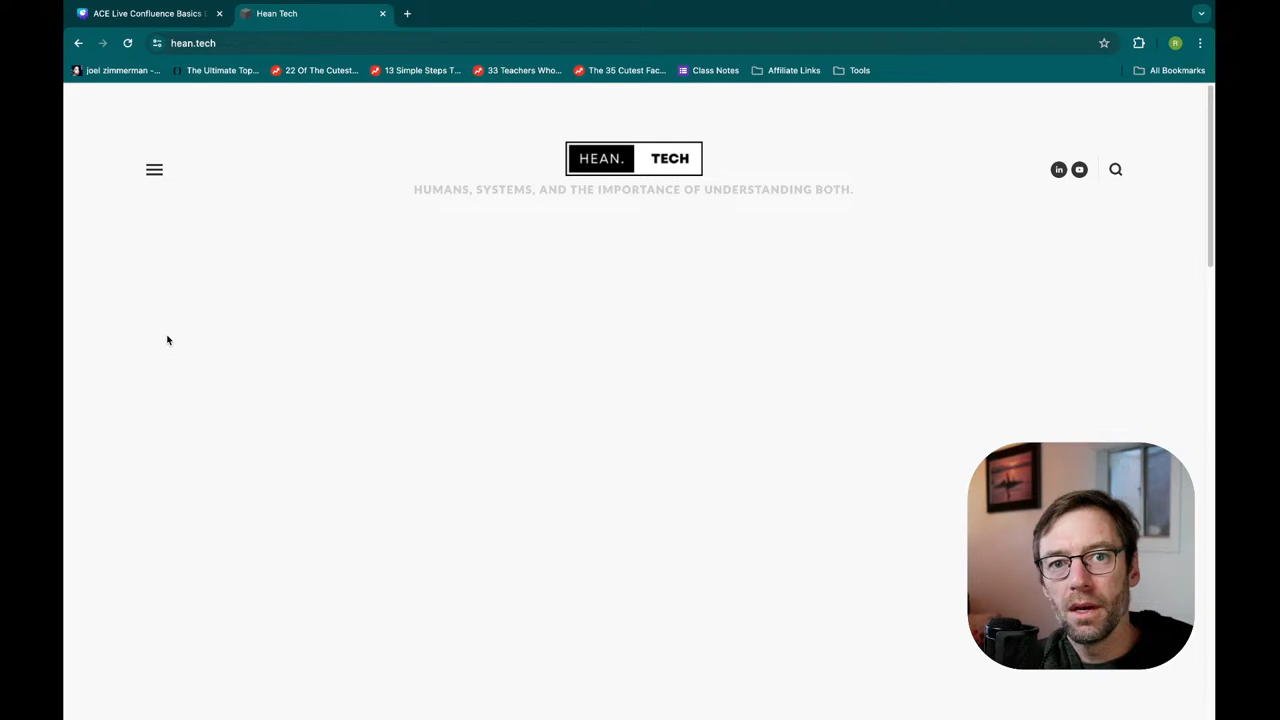 ACE Live Confluence Basics
Hean Tech
hean.tech
R
joel zimmerman -...
The Ultimate Top...
22 Of The Cutest...
13 Simple Steps T...
33 Teachers Who...
The 35 Cutest Fac...
Class Notes
Affiliate Links
Tools
All Bookmarks
HEAN. TECH
in
HUMANS, SYSTEMS, AND THE IMPORTANCE OF UNDERSTANDING BOTH.